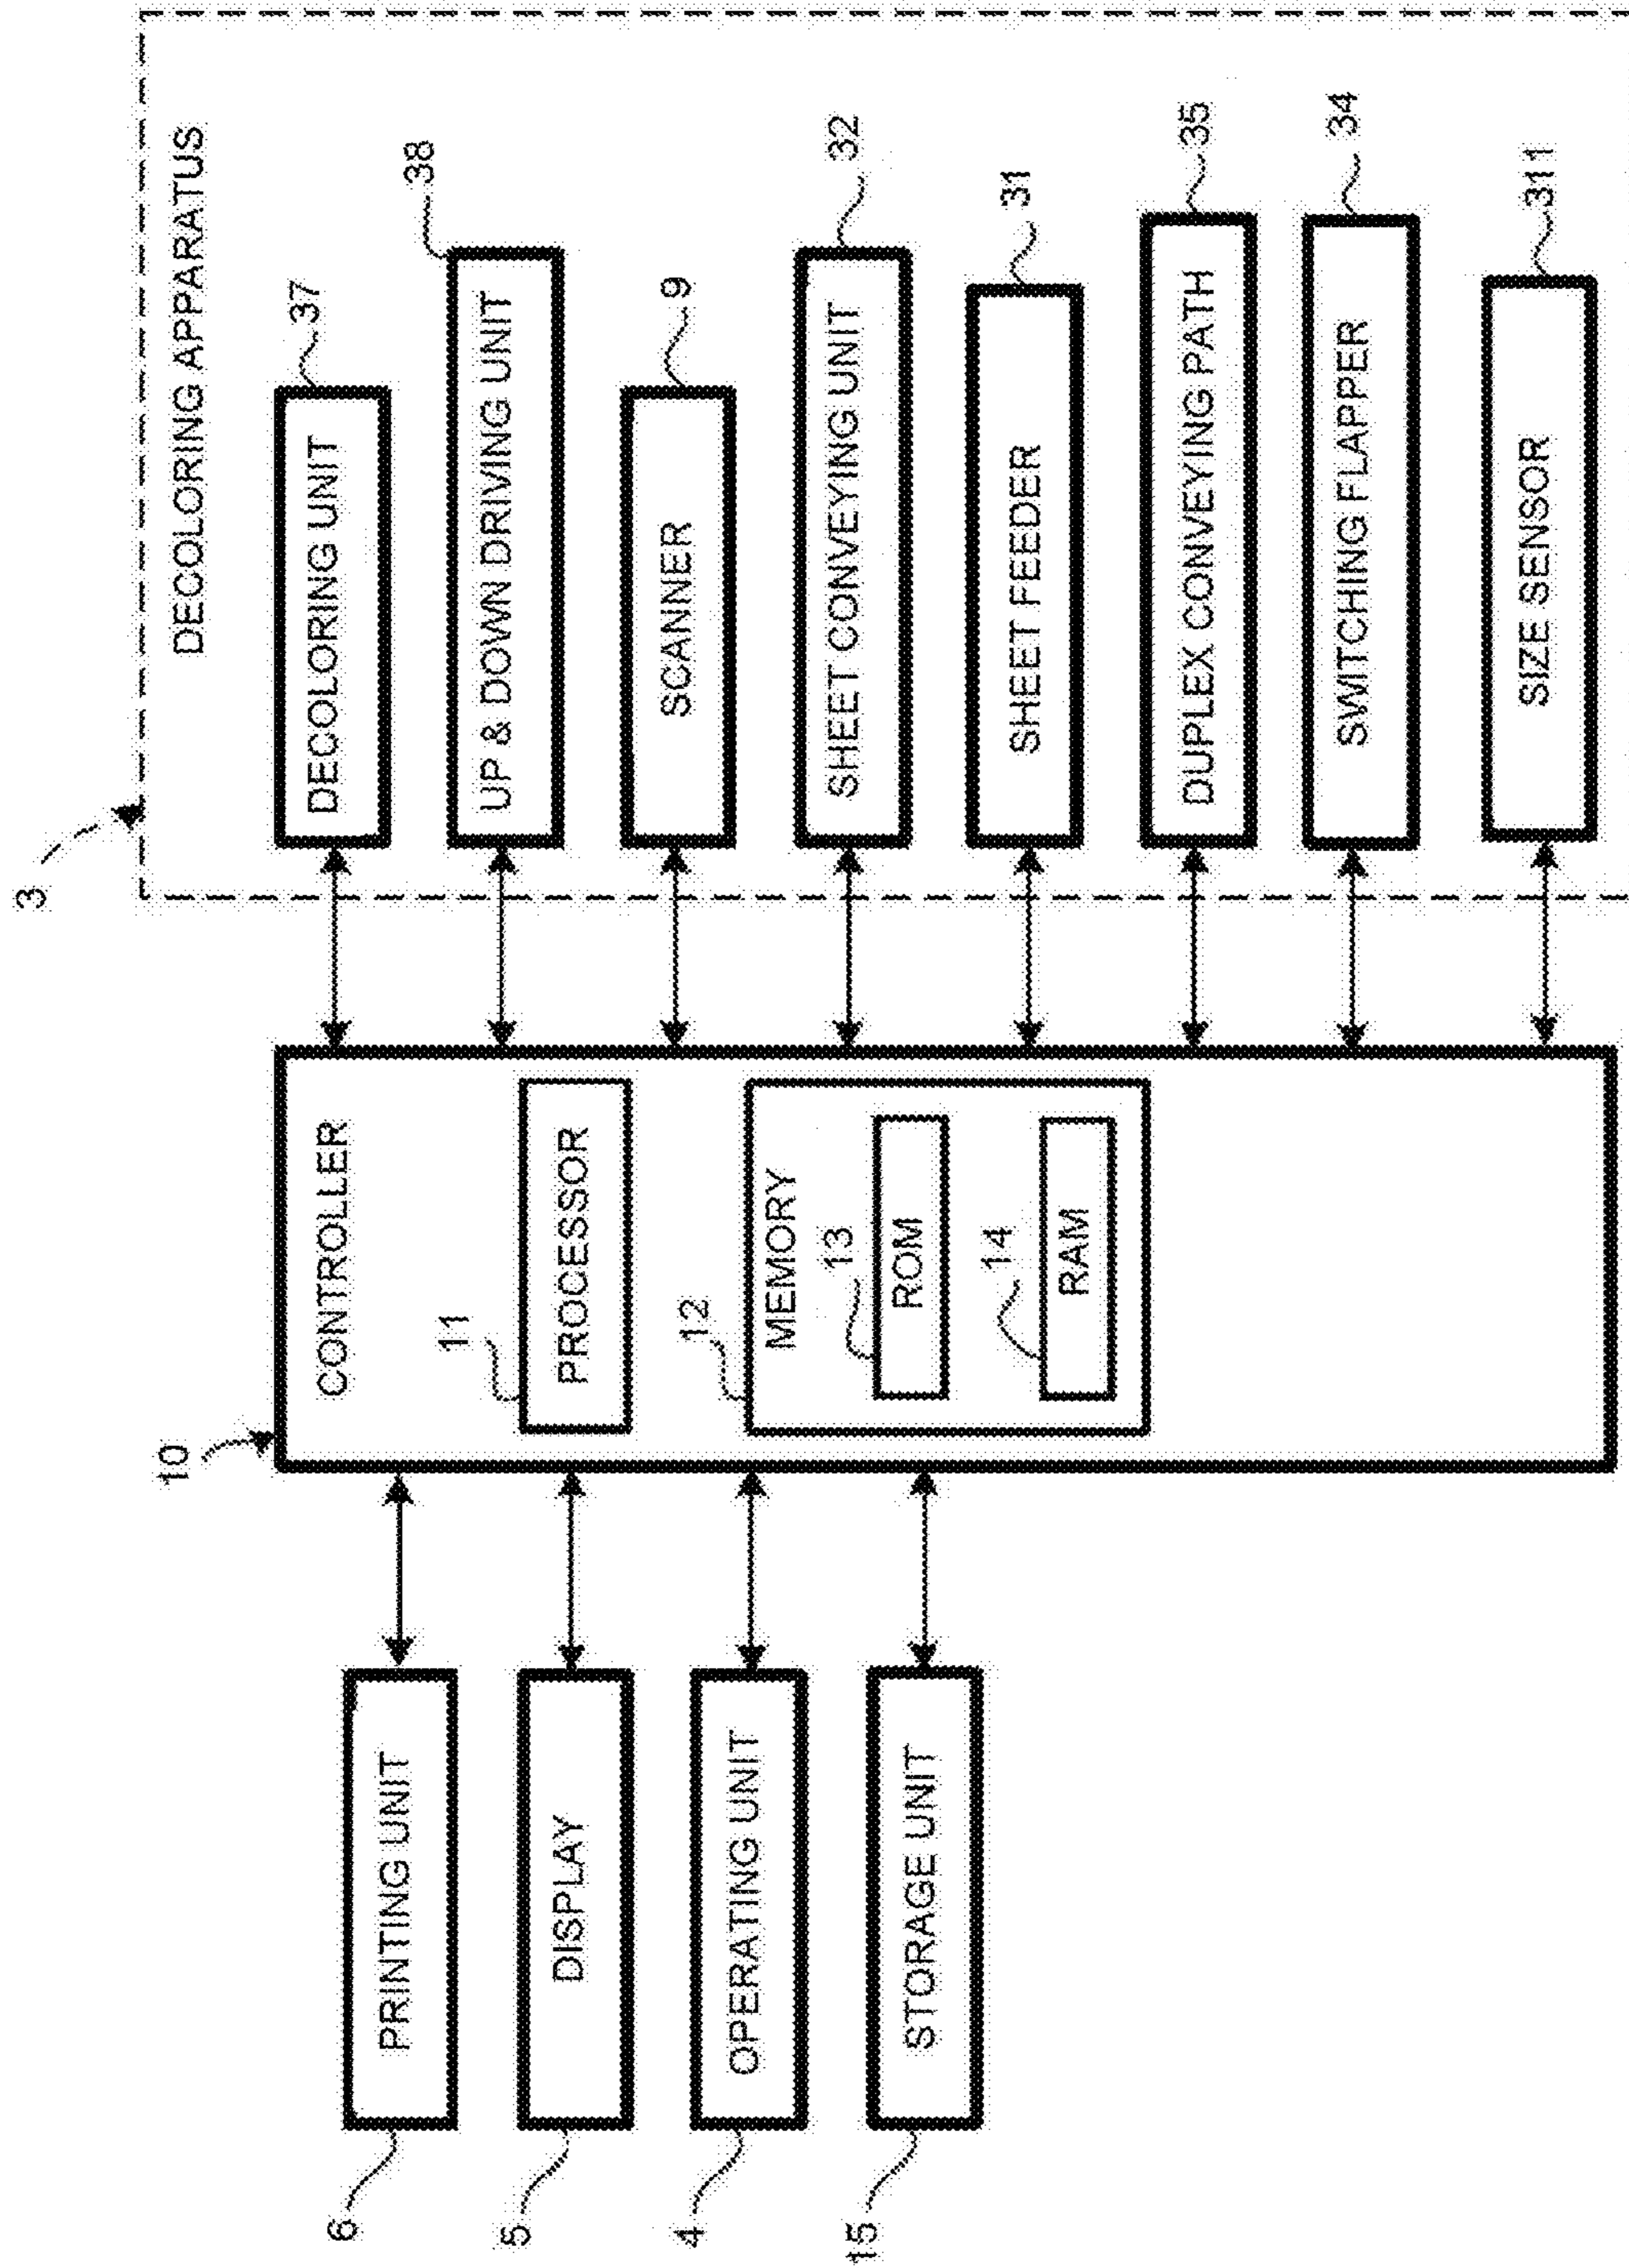 3
DECOLORING APPARATUS
10
CONTROLLER
6
PRINTING UNIT
5
DISPLAY
4
OPERATING UNIT
15
STORAGE UNIT
11
PROCESSOR
12
MEMORY
13
ROM
14
RAM
DECOLORING UNIT
37
UP & DOWN DRIVING UNIT
38
SCANNER
9
SHEET CONVEYING UNIT
32
SHEET FEEDER
31
DUPLEX CONVEYING PATH
35
SWITCHING FLAPPER
34
SIZE SENSOR
311